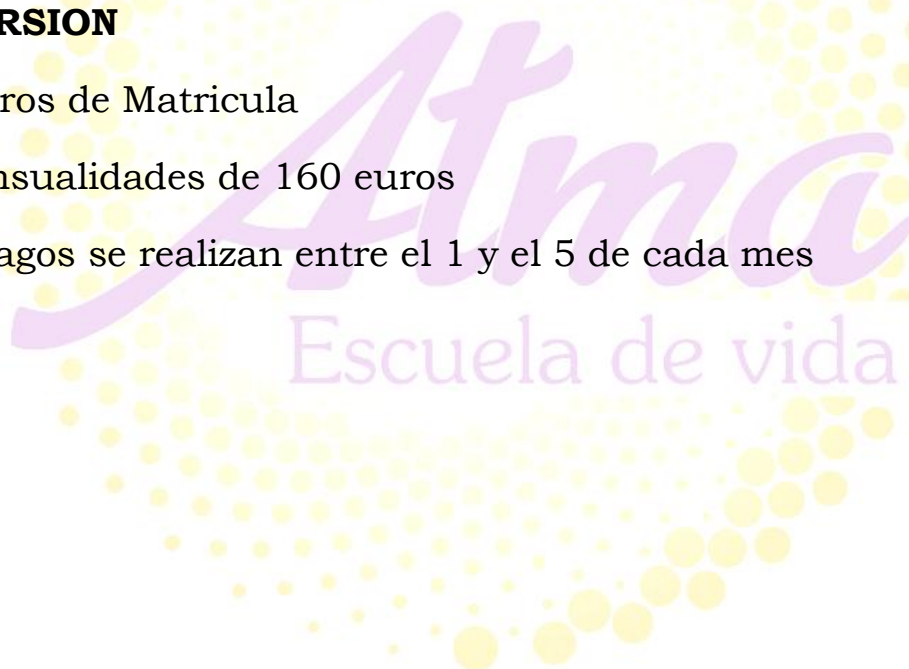 RSION
ros de Matricula
nsualidades de 160 euros
agos se realizan entre el 1 y el 5 de cada mes
Atma
Escuela de vida